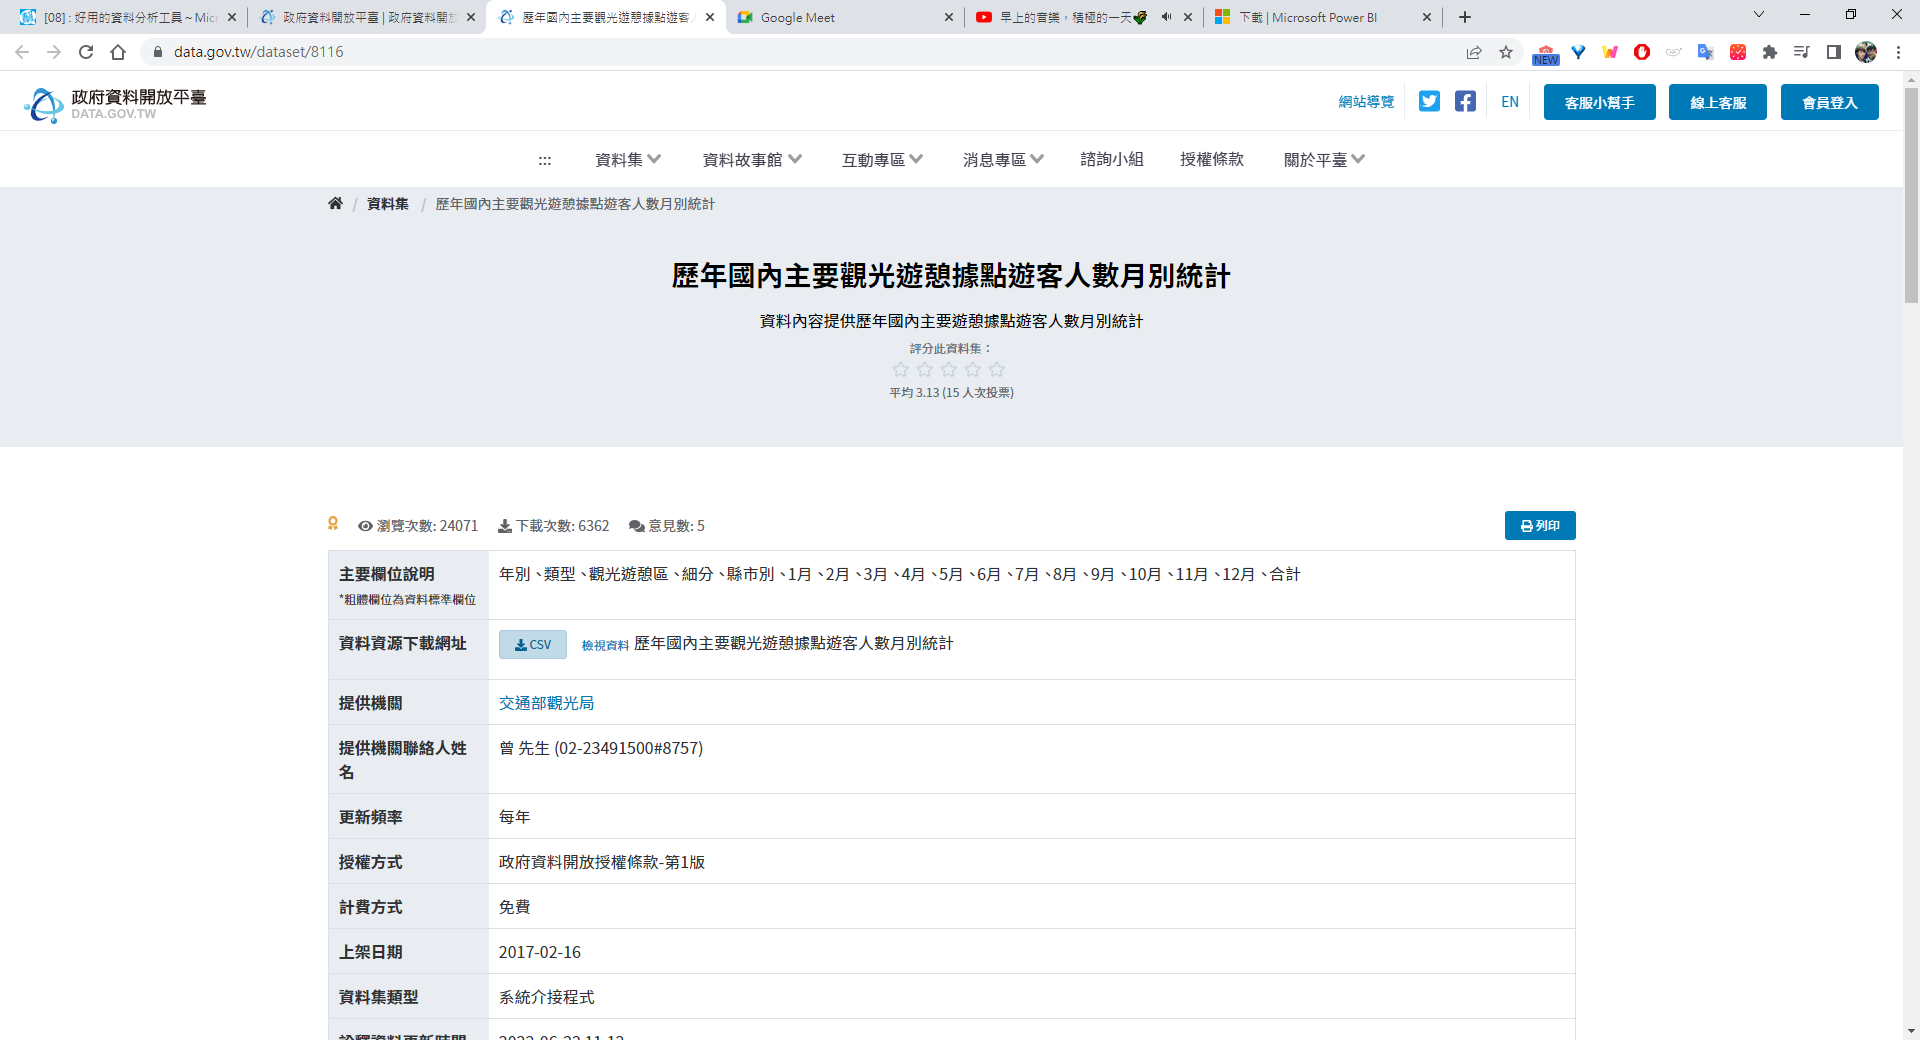 [08] : 好用的資料分析工具 ~ Mic
政府資料開放平臺 | 政府資料開放
歷年國內主要觀光遊憩據點遊客
Google Meet
早上的音樂，積極的一天
下載 | Microsoft Power BI
data.gov.tw/dataset/8116
NEW
政府資料開放平臺
DATA.GOV.TW
網站導覽
EN
客服小幫手
線上客服
會員登入
:::
資料集
資料故事館
互動專區
消息專區
諮詢小組
授權條款
關於平臺
/ 資料集 / 歷年國內主要觀光遊憩據點遊客人數月別統計
歷年國內主要觀光遊憩據點遊客人數月別統計
資料內容提供歷年國內主要遊憩據點遊客人數月別統計
評分此資料集：
平均 3.13 (15 人次投票)
瀏覽次數: 24071 下載次數: 6362 意見數: 5
列印
主要欄位說明
*粗體欄位為資料標準欄位
年別、類型、觀光遊憩區、細分、縣市別、1月、2月、3月、4月、5月、6月、7月、8月、9月、10月、11月、12月、合計
資料資源下載網址
CSV 檢視資料 歷年國內主要觀光遊憩據點遊客人數月別統計
提供機關
交通部觀光局
提供機關聯絡人姓
名
曾 先生 (02-23491500#8757)
更新頻率
每年
授權方式
政府資料開放授權條款-第1版
計費方式
免費
上架日期
2017-02-16
資料集類型
系統介接程式
詮釋資料更新時間